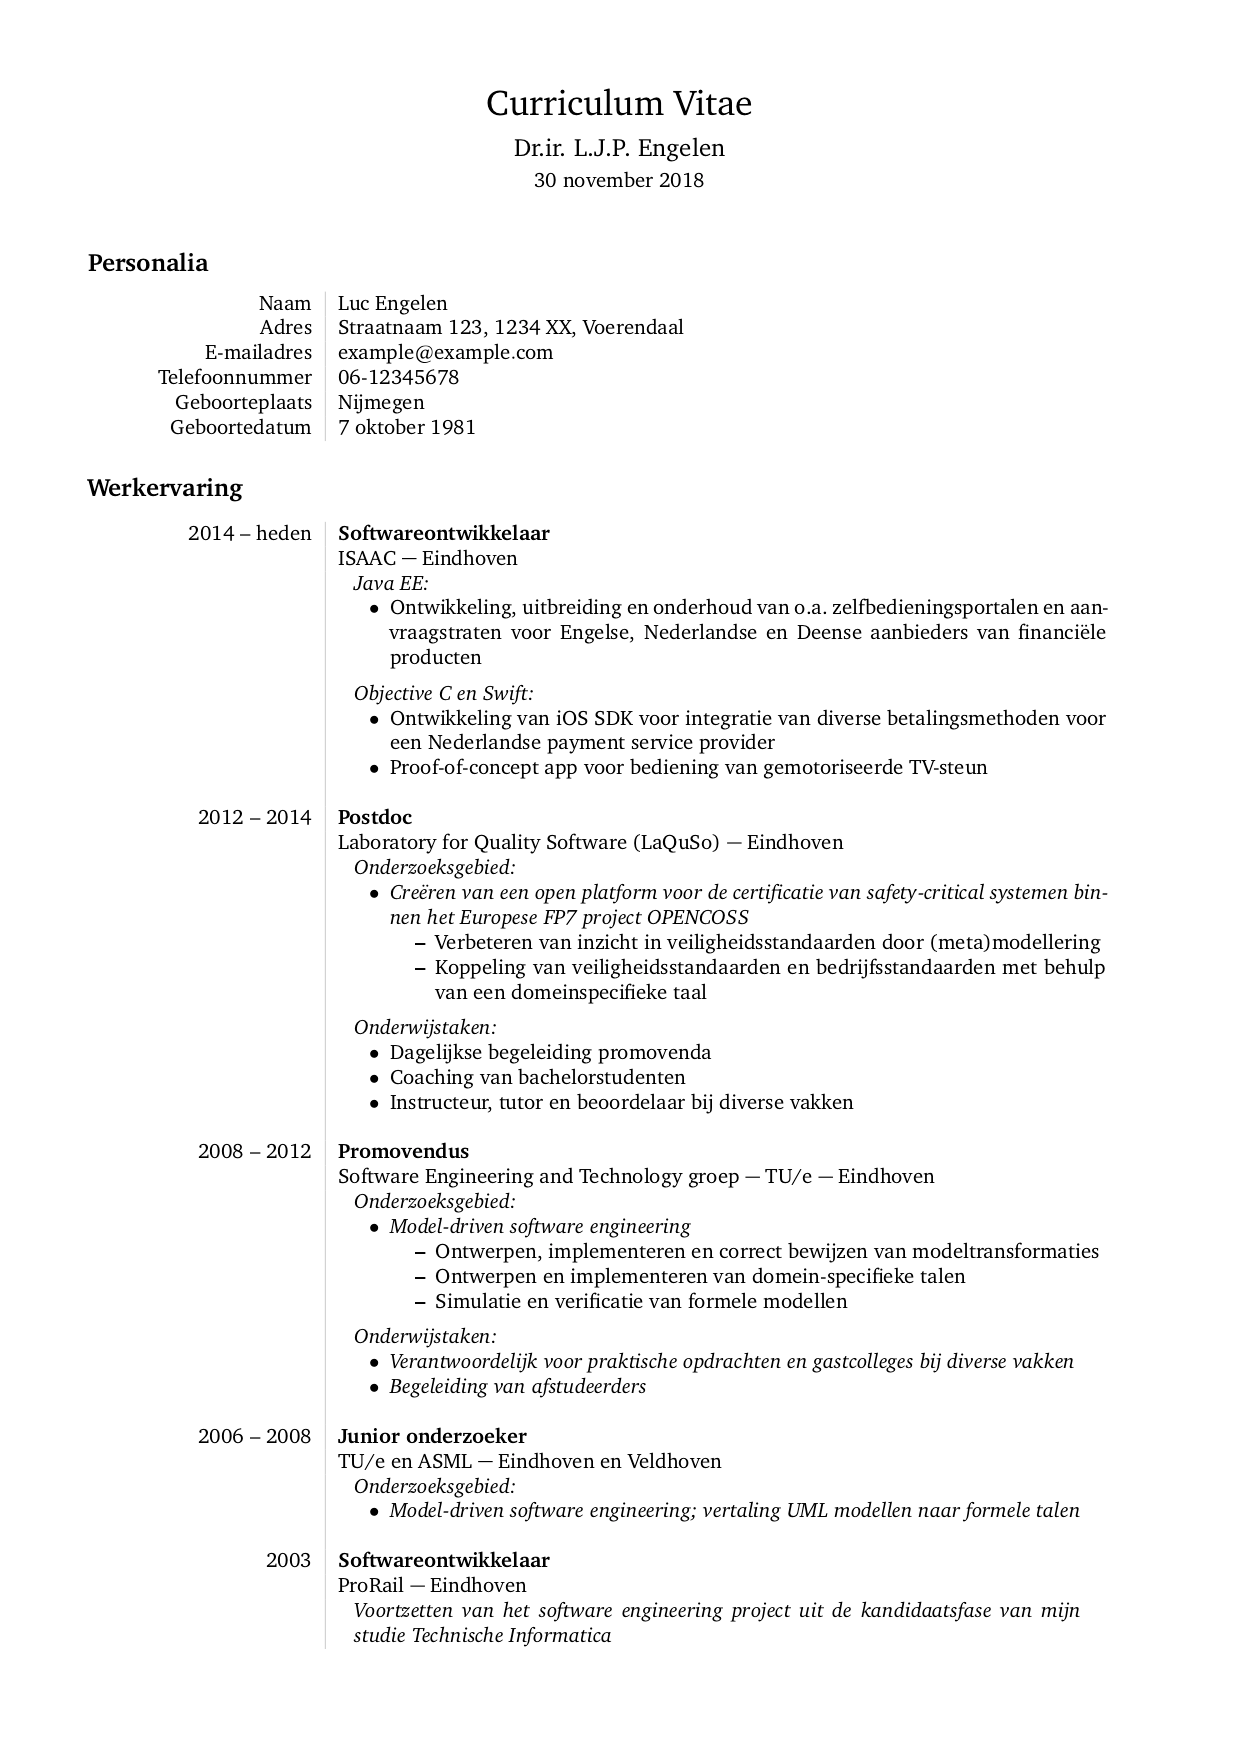 Curriculum Vitae
Dr.ir. L.J.P. Engelen
30 november 2018
Personalia
Naam Luc Engelen
Adres Straatnaam 123, 1234 XX, Voerendaal
E-mailadres example@example.com
Telefoonnummer 06-12345678
Geboorteplaats Nijmegen
Geboortedatum 7 oktober 1981
Werkervaring
2014 – heden Softwareontwikkelaar
ISAAC — Eindhoven
Java EE:
• Ontwikkeling, uitbreiding en onderhoud van o.a. zelfbedieningsportalen en aan-
vraagstraten voor Engelse, Nederlandse en Deense aanbieders van financiële
producten
Objective C en Swift:
• Ontwikkeling van iOS SDK voor integratie van diverse betalingsmethoden voor
een Nederlandse payment service provider
• Proof-of-concept app voor bediening van gemotoriseerde TV-steun
2012 – 2014 Postdoc
Laboratory for Quality Software (LaQuSo) — Eindhoven
Onderzoeksgebied:
• Creëren van een open platform voor de certificatie van safety-critical systemen bin-
nen het Europese FP7 project OPENCOSS
– Verbeteren van inzicht in veiligheidsstandaarden door (meta)modellering
– Koppeling van veiligheidsstandaarden en bedrijfsstandaarden met behulp
van een domeinspecifieke taal
Onderwijstaken:
• Dagelijkse begeleiding promovenda
• Coaching van bachelorstudenten
• Instructeur, tutor en beoordelaar bij diverse vakken
2008 – 2012 Promovendus
Software Engineering and Technology groep — TU/e — Eindhoven
Onderzoeksgebied:
• Model-driven software engineering
– Ontwerpen, implementeren en correct bewijzen van modeltransformaties
– Ontwerpen en implementeren van domein-specifieke talen
– Simulatie en verificatie van formele modellen
Onderwijstaken:
• Verantwoordelijk voor praktische opdrachten en gastcolleges bij diverse vakken
• Begeleiding van afstudeerders
2006 – 2008 Junior onderzoeker
TU/e en ASML — Eindhoven en Veldhoven
Onderzoeksgebied:
• Model-driven software engineering; vertaling UML modellen naar formele talen
2003 Softwareontwikkelaar
ProRail — Eindhoven
Voortzetten van het software engineering project uit de kandidaatsfase van mijn
studie Technische Informatica